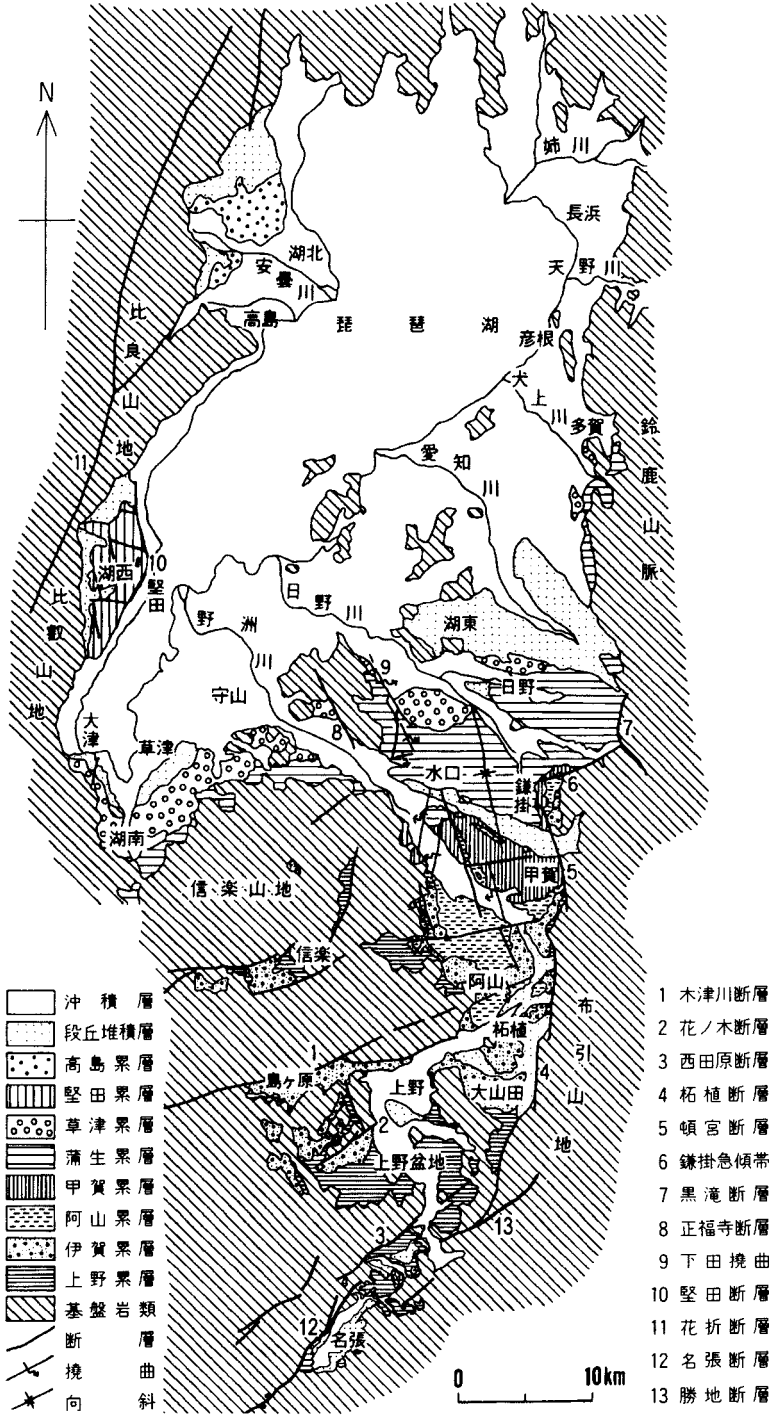 N
姉川
長浜
天野川
湖北
安曇川
高島
琵琶湖
彦根
犬上川
多賀
比良山地
鈴鹿山脈
愛知川
11
湖西
10
堅田
日野川
野洲川
湖東
比叡山地
守山
9
日野
7
大津
草津
8
水口
鎌掛
6
湖南
甲賀
5
信楽山地
信楽
阿山
布引山地
柘植
1
島ヶ原
上野
大山田
4
2
上野盆地
3
13
12
名張
0 10km
沖積層
段丘堆積層
高島累層
堅田累層
草津累層
蒲生累層
甲賀累層
阿山累層
伊賀累層
上野累層
基盤岩類
断層
撓曲
向斜
1 木津川断層
2 花ノ木断層
3 西田原断層
4 柘植断層
5 頓宮断層
6 鎌掛急傾帯
7 黒滝断層
8 正福寺断層
9 下田撓曲
10 堅田断層
11 花折断層
12 名張断層
13 勝地断層